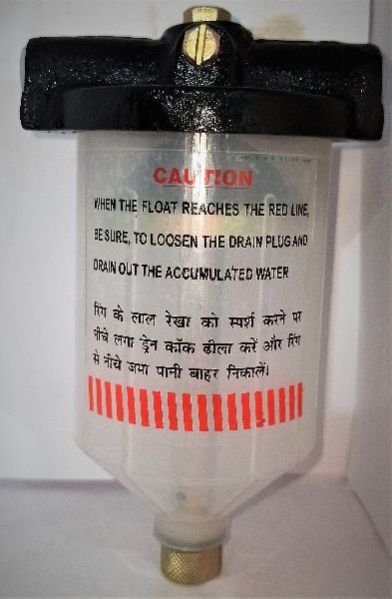 CAUTION
WHEN THE FLOAT REACHES THE RED LINE,
BE SURE, TO LOOSEN THE DRAIN PLUG AND
DRAIN OUT THE ACCUMULATED WATER
रिंग के लाल रेखा को स्पर्श करने पर
नीचे लगा ड्रेन कॉक ढीला करें और रिंग
से नीचे जमा पानी बाहर निकालें।